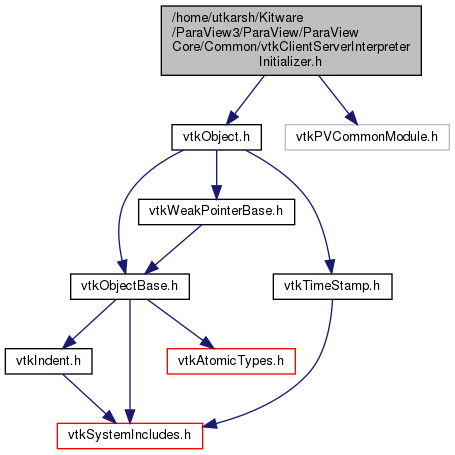 /home/utkarsh/Kitware
/ParaView3/ParaView/ParaView
Core/Common/vtkClientServerInterpreter
Initializer.h
vtkObject.h
vtkPVCommonModule.h
vtkWeakPointerBase.h
vtkObjectBase.h
vtkTimeStamp.h
vtkIndent.h
vtkAtomicTypes.h
vtkSystemIncludes.h